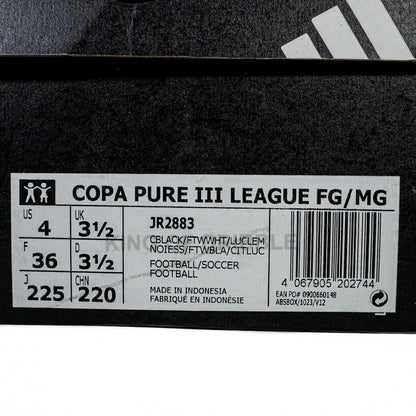 COPA PURE III LEAGUE FG/MG
US UK
4 3½
F D
36 3½
J CHN
225 220
JR2883
CBLACK/FTWWHT/LUCLEM
NOIESS/FTWBLA/CITLUC
FOOTBALL/SOCCER
FOOTBALL
MADE IN INDONESIA
FABRIQUÉ EN INDONÉSIE
4 067905 202744
EAN PO# 0900660148
ABSBOX/1023/V12